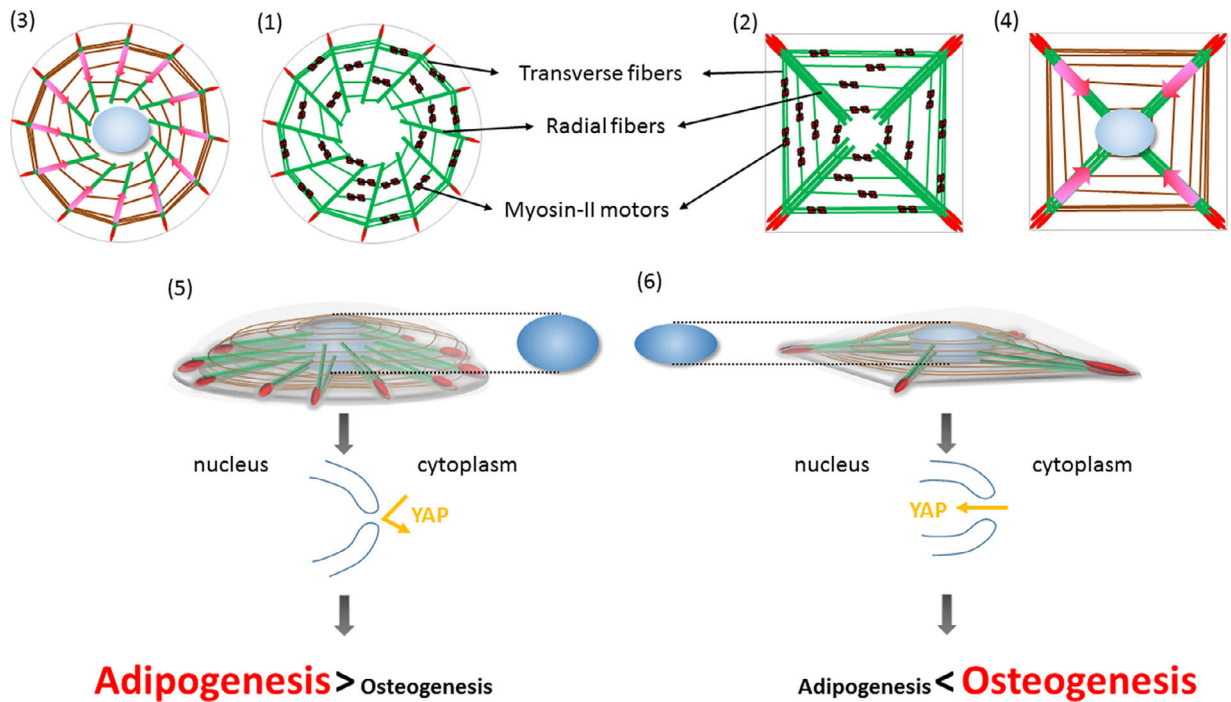 (3)
(1)
(2)
(4)
Transverse fibers
Radial fibers
Myosin-II motors
(5)
(6)
nucleus cytoplasm
nucleus cytoplasm
YAP
YAP
Adipogenesis > Osteogenesis
Adipogenesis < Osteogenesis